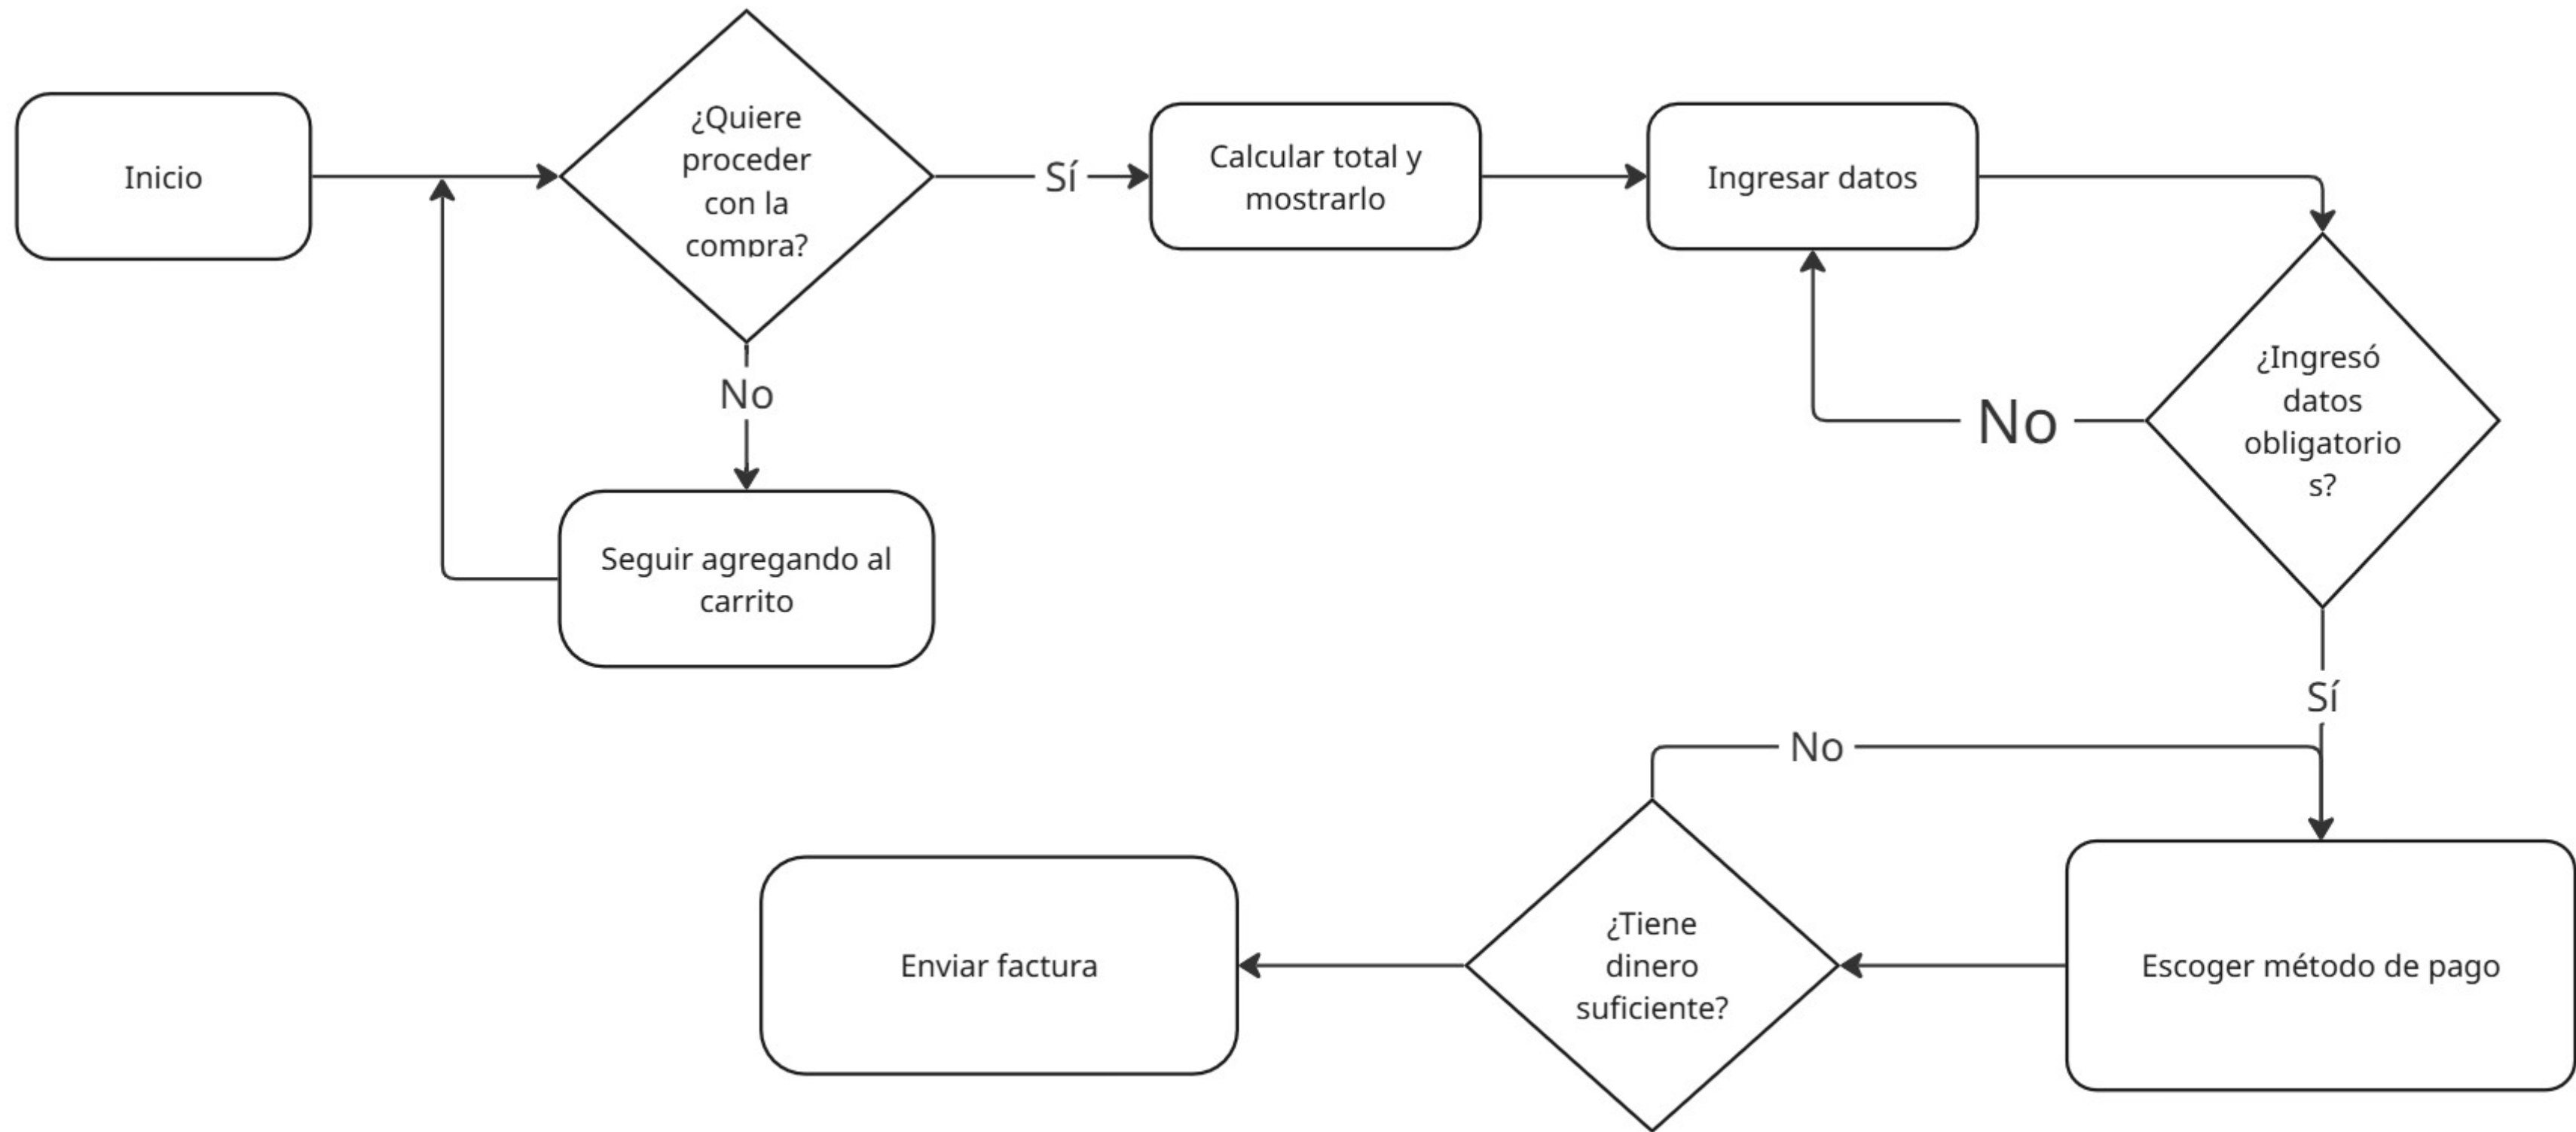 Inicio
¿Quiere
proceder
con la
compra?
Sí
Calcular total y
mostrarlo
Ingresar datos
No
Seguir agregando al
carrito
¿Ingresó
datos
obligatorio
s?
No
Sí
No
Enviar factura
¿Tiene
dinero
suficiente?
Escoger método de pago